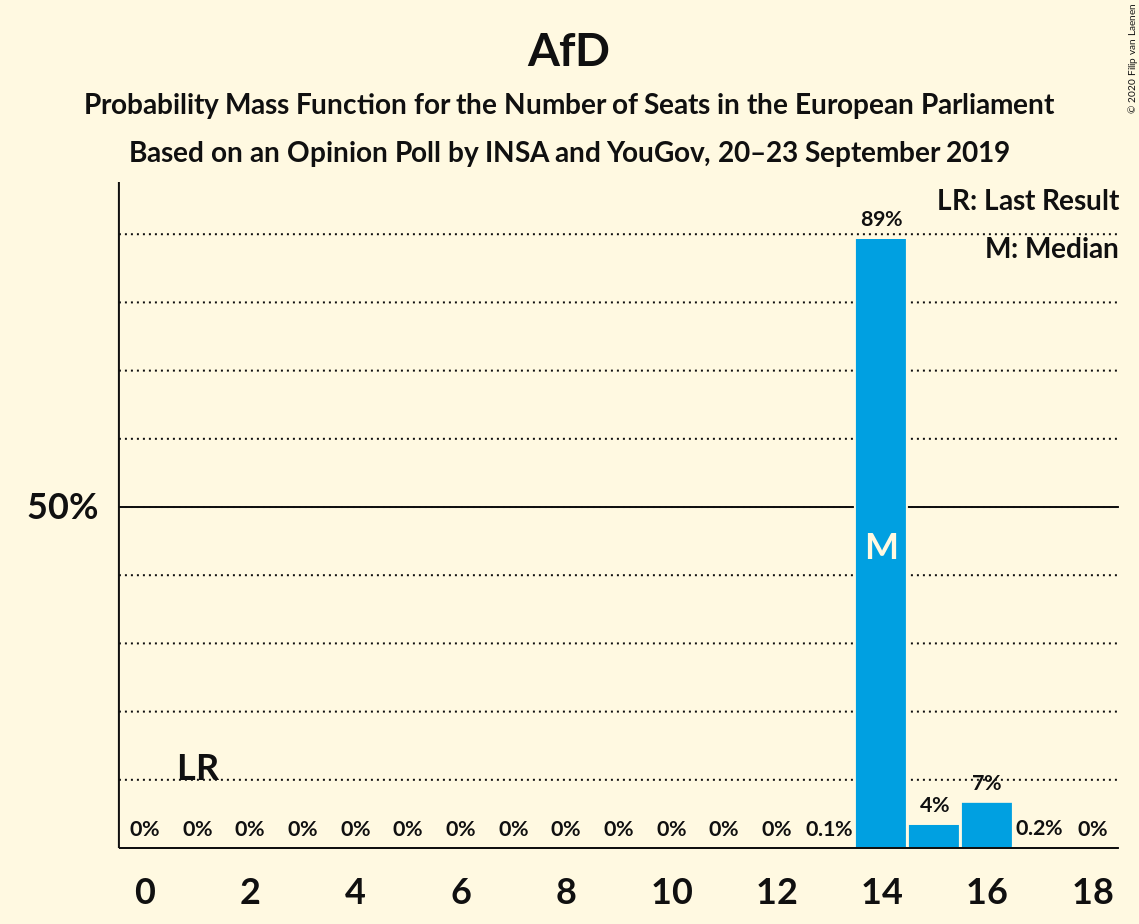 AfD
Probability Mass Function for the Number of Seats in the European Parliament
Based on an Opinion Poll by INSA and YouGov, 20–23 September 2019
© 2020 Filip van Laenen
LR: Last Result
M: Median
89%
50%
M
LR
7%
4%
0% 0% 0% 0% 0% 0% 0% 0% 0% 0% 0% 0% 0% 0.1% 0.2% 0%
0 2 4 6 8 10 12 14 16 18